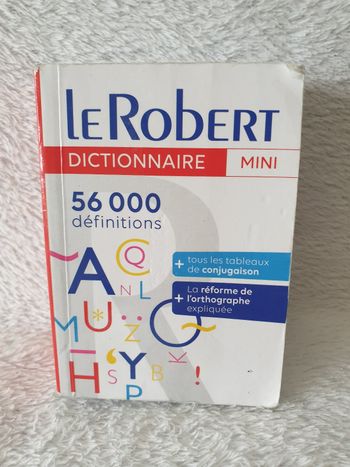 LE ROBERT
DICTIONNAIRE MINI
56 000
définitions
+ tous les tableaux
de conjugaison
+ La réforme de
l'orthographe
expliquée
~ A C Q
N L
M U * ¨ Z O ~
H ' Y K
S ' P B !